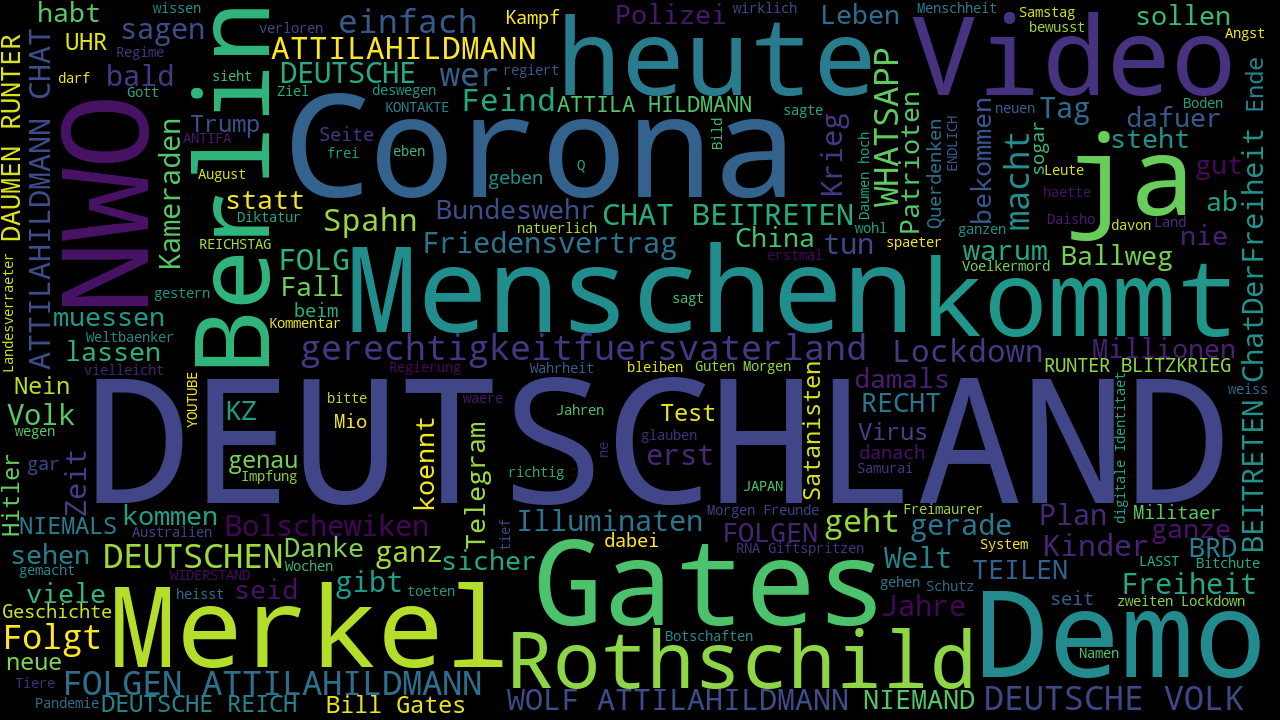 habt
wissen
sagen
einfach
verloren
Kampf
Polizei
wirklich
Leben
Menschheit
Samstag
sollen
bewusst
Angst
UHR
Regime
ATTILAHILDMANN
heute
Video
DAUMEN RUNTER
ATTILAHILDMANN CHAT
darf
bald
Gott
sieht
Berlin
DEUTSCHE
Ziel
deswegen
wer
regiert
KONTAKTE
Feind
ATTILA HILDMANN
sagte
WHATSAPP
Boden
neuen
Tag
dafuer
Ende
NWO
Trump
ANTIFA
Corona
Seite
frei
eben
Bild
Krieg
Daumen hoch
Patrioten
Querdenken
ENDLICH
bekommen
macht
sogar
steht
ja
gut
Kameraden
August
statt
Diktatur
geben
Q
Leute
haette
Daisho
ab
Spahn
Bundeswehr
natuerlich
CHAT BEITRETEN
wohl
ganzen
davon
Land
nie
REICHSTAG
FOLG
Friedensvertrag
China
erstmal
tun
spaeter
warum
Voelkermord
Ballweg
ChatDerFreiheit
Landesverraeter
gestern
Fall
beim
Kommentar
Menschen
sagt
kommt
muessen
Weltbaenker
lassen
vielleicht
gerechtigkeitfuersvaterland
Lockdown
Millionen
Nein
Regierung
Wahrheit
bleiben
Guten Morgen
RUNTER BLITZKRIEG
Volk
wegen
YOUTUBE
KZ
bitte
Mio
waere
Jahren
Test
glauben
Satanisten
damals
RECHT
weiss
DEUTSCHLAND
Hitler
gar
Zeit
genau
Impfung
koennt
Telegram
richtig
ne
erst
JAPAN
Virus
danach
Samurai
digitale Identitaet
BEITRETEN
NIEMALS
kommen
Australien
Bolschewiken
tief
Illuminaten
Morgen Freunde
FOLGEN
geht
Freimaurer
gerade
Plan
Militaer
ganze
sehen
DEUTSCHEN
Danke
ganz
sicher
dabei
RNA Giftspritzen
Welt
System
Kinder
BRD
gemacht
WIDERSTAND
Wochen
gibt
toeten
Gates
gehen
Schutz
TEILEN
LASST
Bitchute
Freiheit
viele
heisst
seid
Geschichte
Merkel
Jahre
Demo
seit
zweiten Lockdown
Folgt
neue
Rothschild
Botschaften
Namen
Tiere
FOLGEN ATTILAHILDMANN
Pandemie
DEUTSCHE REICH
Bill Gates
WOLF ATTILAHILDMANN
NIEMAND
DEUTSCHE VOLK